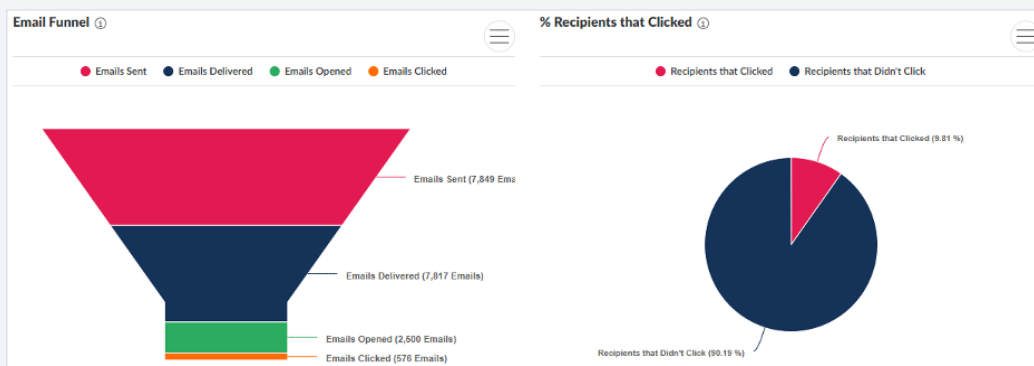 Email Funnel
Emails Sent Emails Delivered Emails Opened Emails Clicked
Emails Sent (7,849 Ema
Emails Delivered (7,817 Emails)
Emails Opened (2,500 Emails)
Emails Clicked (576 Emails)
% Recipients that Clicked
Recipients that Clicked Recipients that Didn't Click
Recipients that Clicked (9.81 %)
Recipients that Didn't Click (90.19 %)